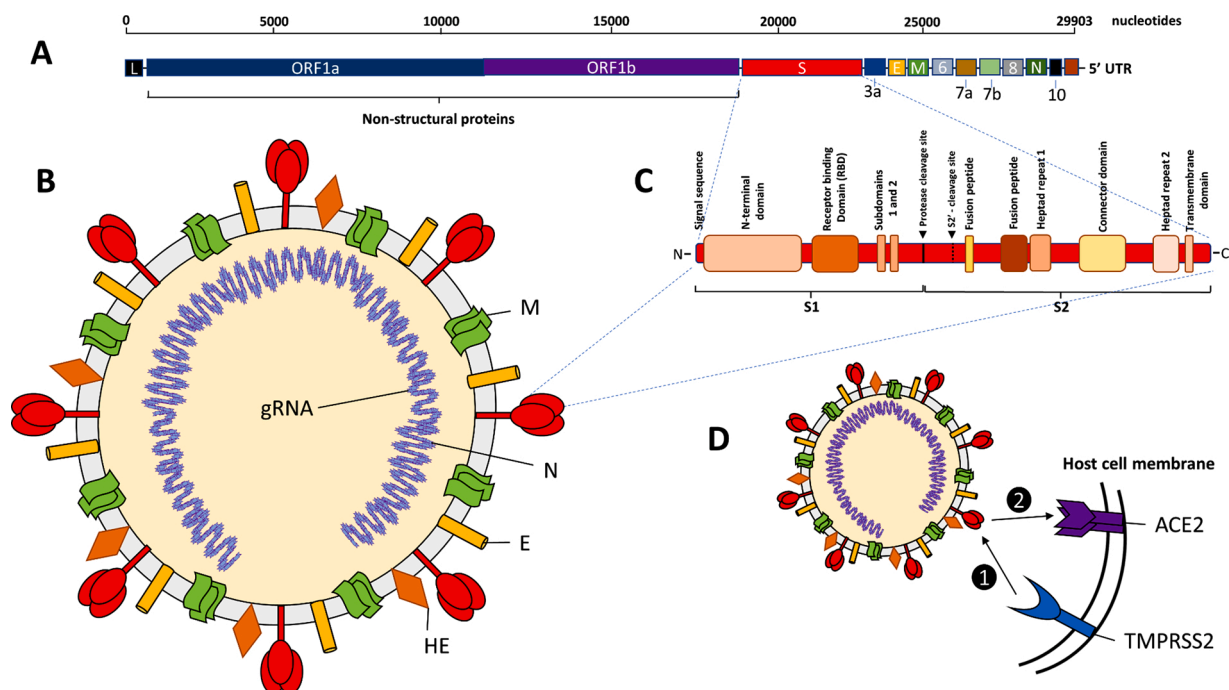 0 5000 10000 15000 20000 25000 29903 nucleotides
A
L ORF1a ORF1b S E M 6 8 N 5' UTR
3a 7a 7b 10
Non-structural proteins
B
M
gRNA
N
E
HE
C
Signal sequence
N-terminal
domain
Receptor binding
Domain (RBD)
Subdomains
1 and 2
Protease cleavage site
S2' - cleavage site
Fusion peptide
Fusion peptide
Heptad repeat 1
Connector domain
Heptad repeat 2
Transmembrane
domain
N C
S1 S2
D
Host cell membrane
2
ACE2
1
TMPRSS2